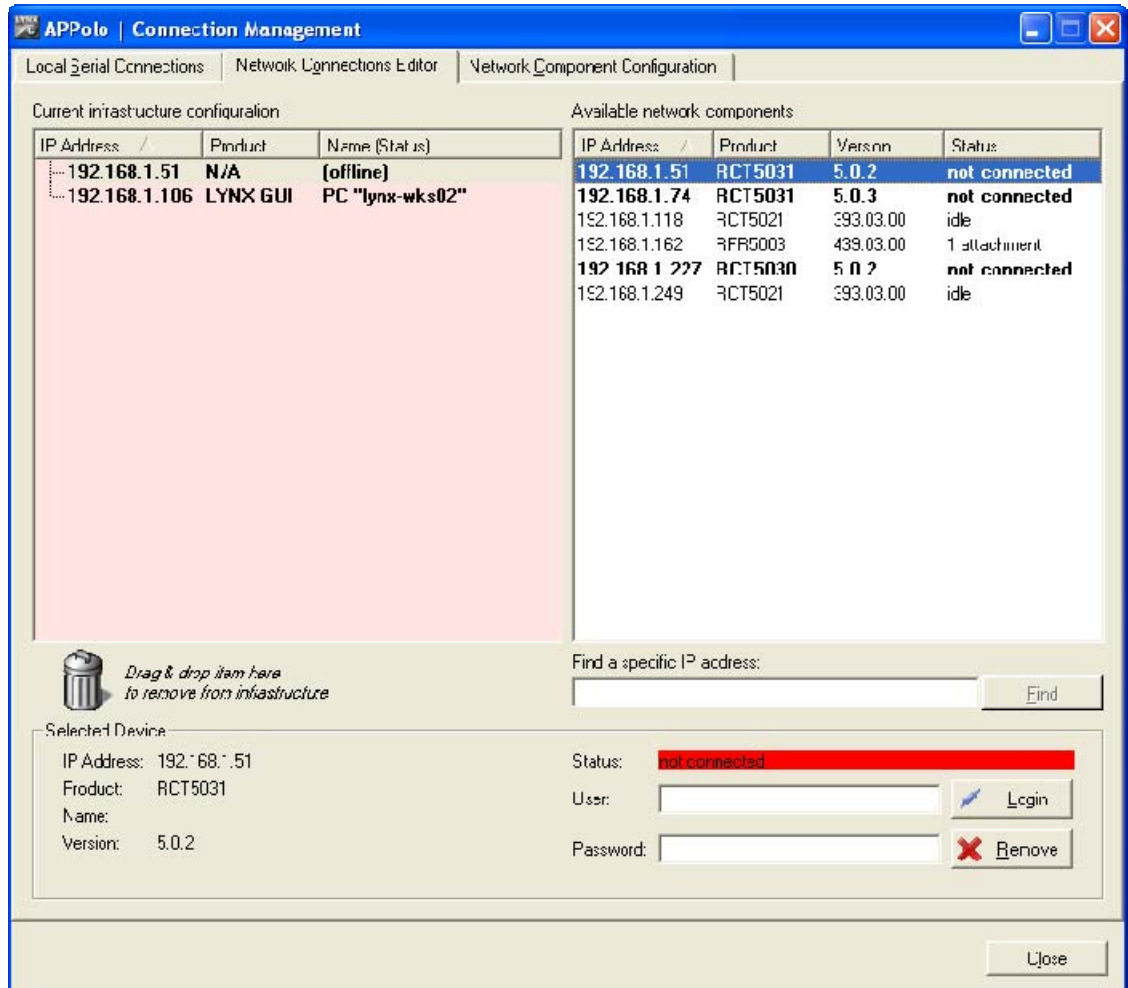 APPolo | Connection Management
Local Serial Connections Network Connections Editor Network Component Configuration
Current infrastructure configuration
IP Address Product Name (Status)
192.168.1.51 N/A (offline)
192.168.1.106 LYNX GUI PC "lynx-wks02"
Available network components
IP Address Product Version Status
192.168.1.51 RCT5031 5.0.2 not connected
192.168.1.74 RCT5031 5.0.3 not connected
192.168.1.118 RCT5021 393.03.00 idle
192.168.1.162 RFR5003 439.03.00 1 attachment
192.168.1.227 RCT5030 5.0.2 not connected
192.168.1.249 RCT5021 393.03.00 idle
Drag & drop item here
to remove from infrastructure
Find a specific IP address:
Find
Selected Device
IP Address: 192.168.1.51
Product: RCT5031
Name:
Version: 5.0.2
Status: not connected
User: Login
Password: Remove
Close